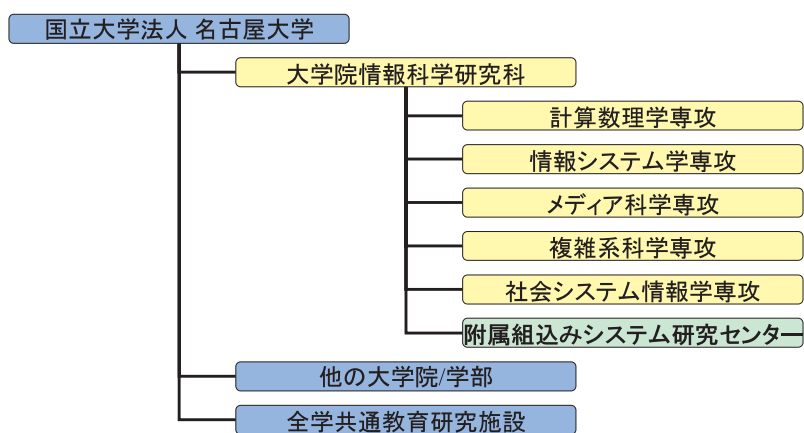 国立大学法人 名古屋大学
大学院情報科学研究科
計算数理学専攻
情報システム学専攻
メディア科学専攻
複雑系科学専攻
社会システム情報学専攻
附属組込みシステム研究センター
他の大学院/学部
全学共通教育研究施設